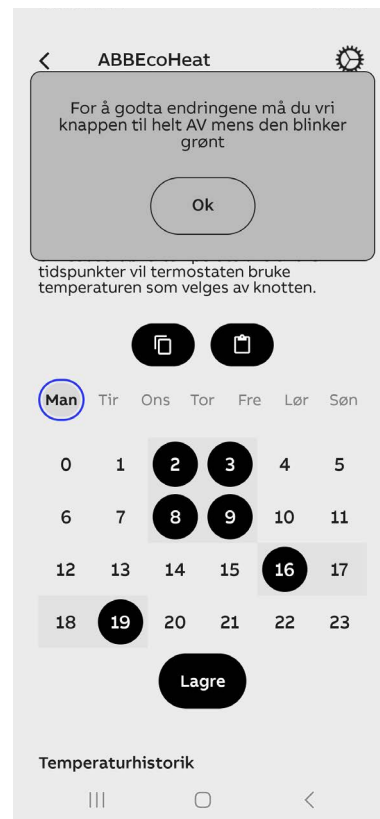 ABBEcoHeat
For å godta endringene må du vri
knappen til helt AV mens den blinker
grønt
Ok
tidspunkter vil termostaten bruke
temperaturen som velges av knotten.
Man Tir Ons Tor Fre Lør Søn
0 1 2 3 4 5
6 7 8 9 10 11
12 13 14 15 16 17
18 19 20 21 22 23
Lagre
Temperaturhistorik